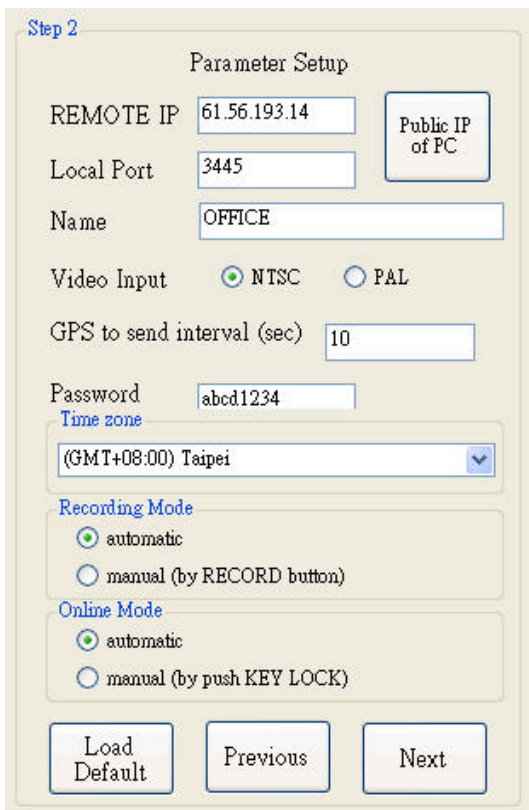 Step 2
Parameter Setup
REMOTE IP 61.56.193.14
Public IP
of PC
Local Port 3445
Name OFFICE
Video Input NTSC PAL
GPS to send interval (sec) 10
Password abcd1234
Time zone
(GMT+08:00) Taipei
Recording Mode
automatic
manual (by RECORD button)
Online Mode
automatic
manual (by push KEY LOCK)
Load
Default
Previous
Next